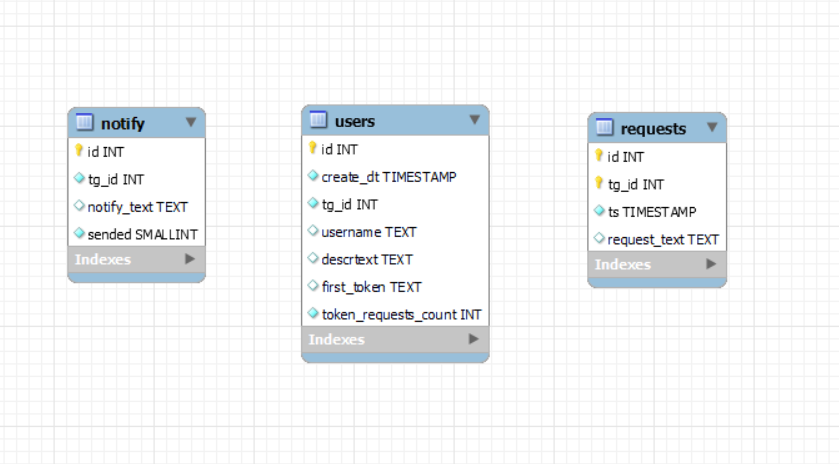 notify
id INT
tg_id INT
notify_text TEXT
sended SMALLINT
Indexes
users
id INT
create_dt TIMESTAMP
tg_id INT
username TEXT
descrtext TEXT
first_token TEXT
token_requests_count INT
Indexes
requests
id INT
tg_id INT
ts TIMESTAMP
request_text TEXT
Indexes